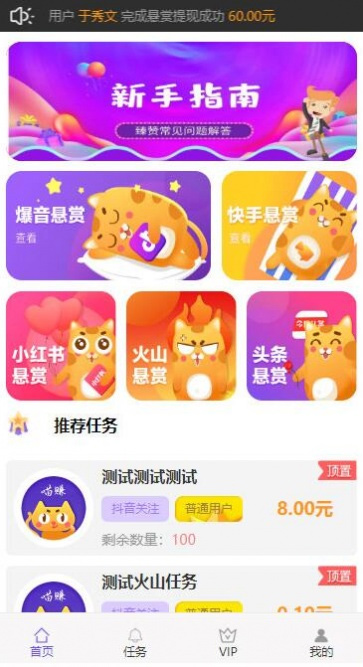 用户 于秀文 完成悬赏提现成功 60.00元
新手指南
臻赞常见问题解答
爆音悬赏
查看
快手悬赏
查看
小红书
悬赏
火山
悬赏
头条
悬赏
推荐任务
顶置
测试测试测试
喵赚
抖音关注
普通用户
8.00元
剩余数量：100
顶置
测试火山任务
喵赚
首页
任务
VIP
我的